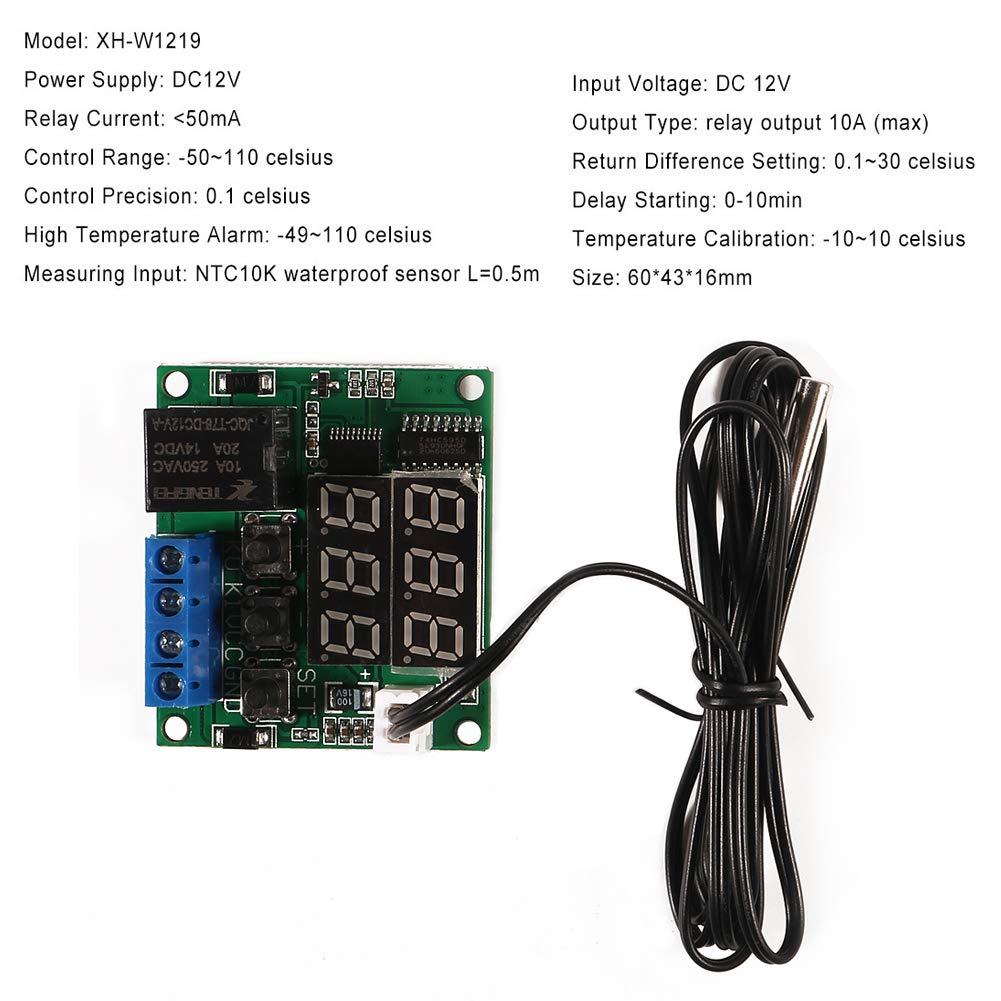 Model: XH-W1219
Power Supply: DC12V
Relay Current: <50mA
Control Range: -50~110 celsius
Control Precision: 0.1 celsius
High Temperature Alarm: -49~110 celsius
Measuring Input: NTC10K waterproof sensor L=0.5m
Input Voltage: DC 12V
Output Type: relay output 10A (max)
Return Difference Setting: 0.1~30 celsius
Delay Starting: 0-10min
Temperature Calibration: -10~10 celsius
Size: 60*43*16mm
JQC-T78-DC12V-A
20A 14VDC
10A 250VAC
74HC595D
K0
K1
VCC
GND
+
-
SET
+
100
16V